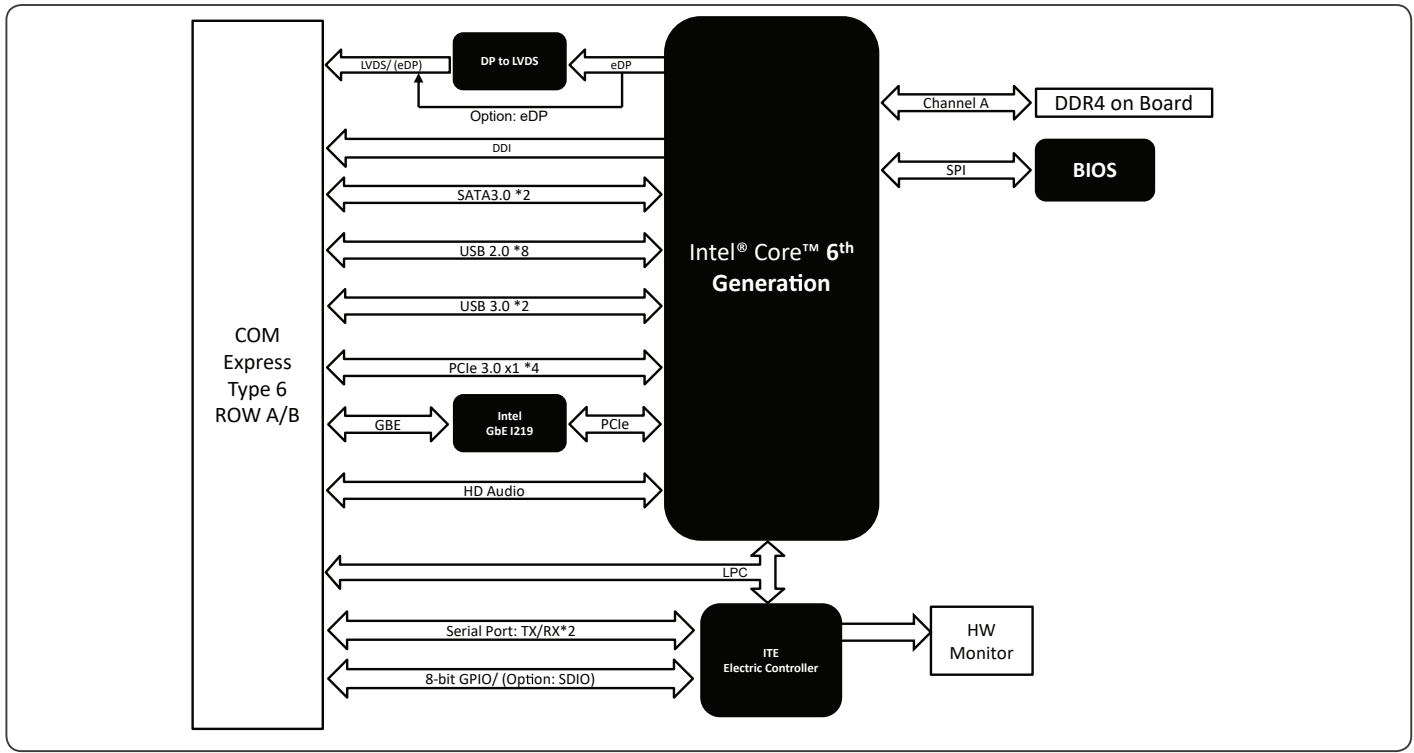 LVDS/ (eDP)
DP to LVDS
eDP
Option: eDP
DDI
SATA3.0 *2
USB 2.0 *8
USB 3.0 *2
PCIe 3.0 x1 *4
COM
Express
Type 6
ROW A/B
GBE
Intel
GbE I219
PCIe
HD Audio
LPC
Serial Port: TX/RX*2
8-bit GPIO/ (Option: SDIO)
Intel® Core™ 6th
Generation
Channel A
DDR4 on Board
SPI
BIOS
ITE
Electric Controller
HW
Monitor